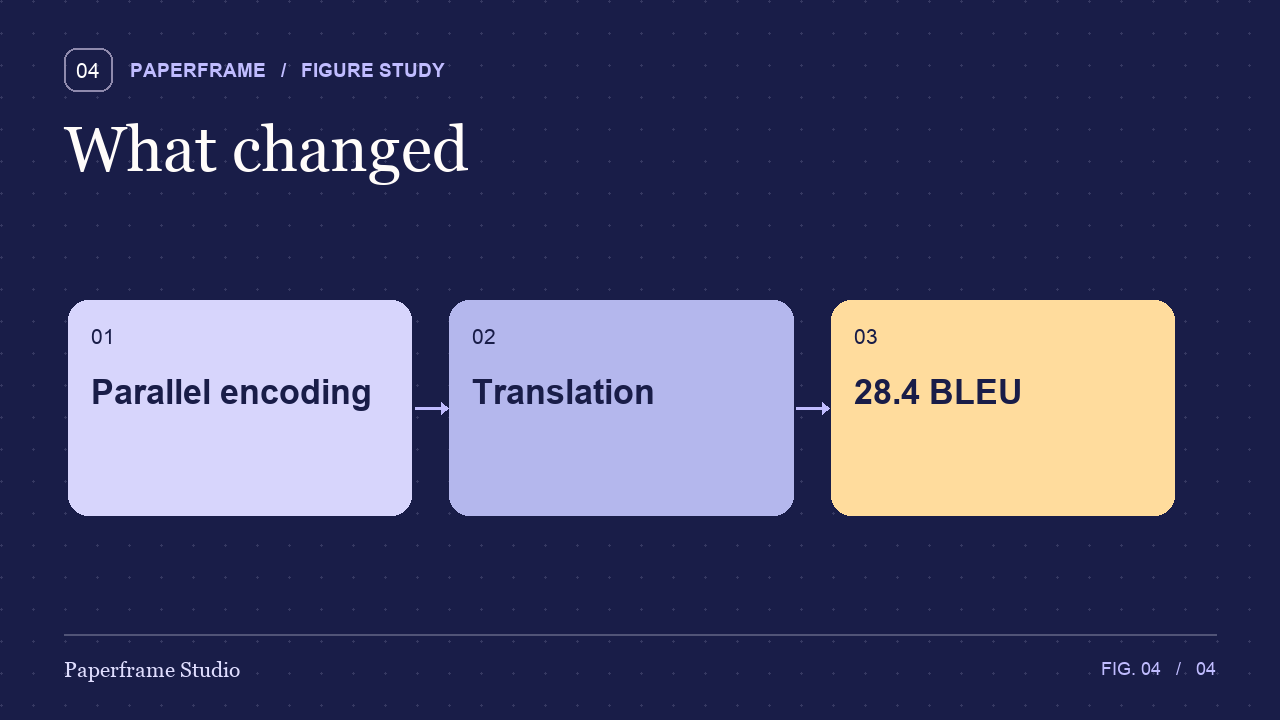 04
PAPERFRAME / FIGURE STUDY
What changed
01
Parallel encoding
02
Translation
03
28.4 BLEU
Paperframe Studio
FIG. 04 / 04